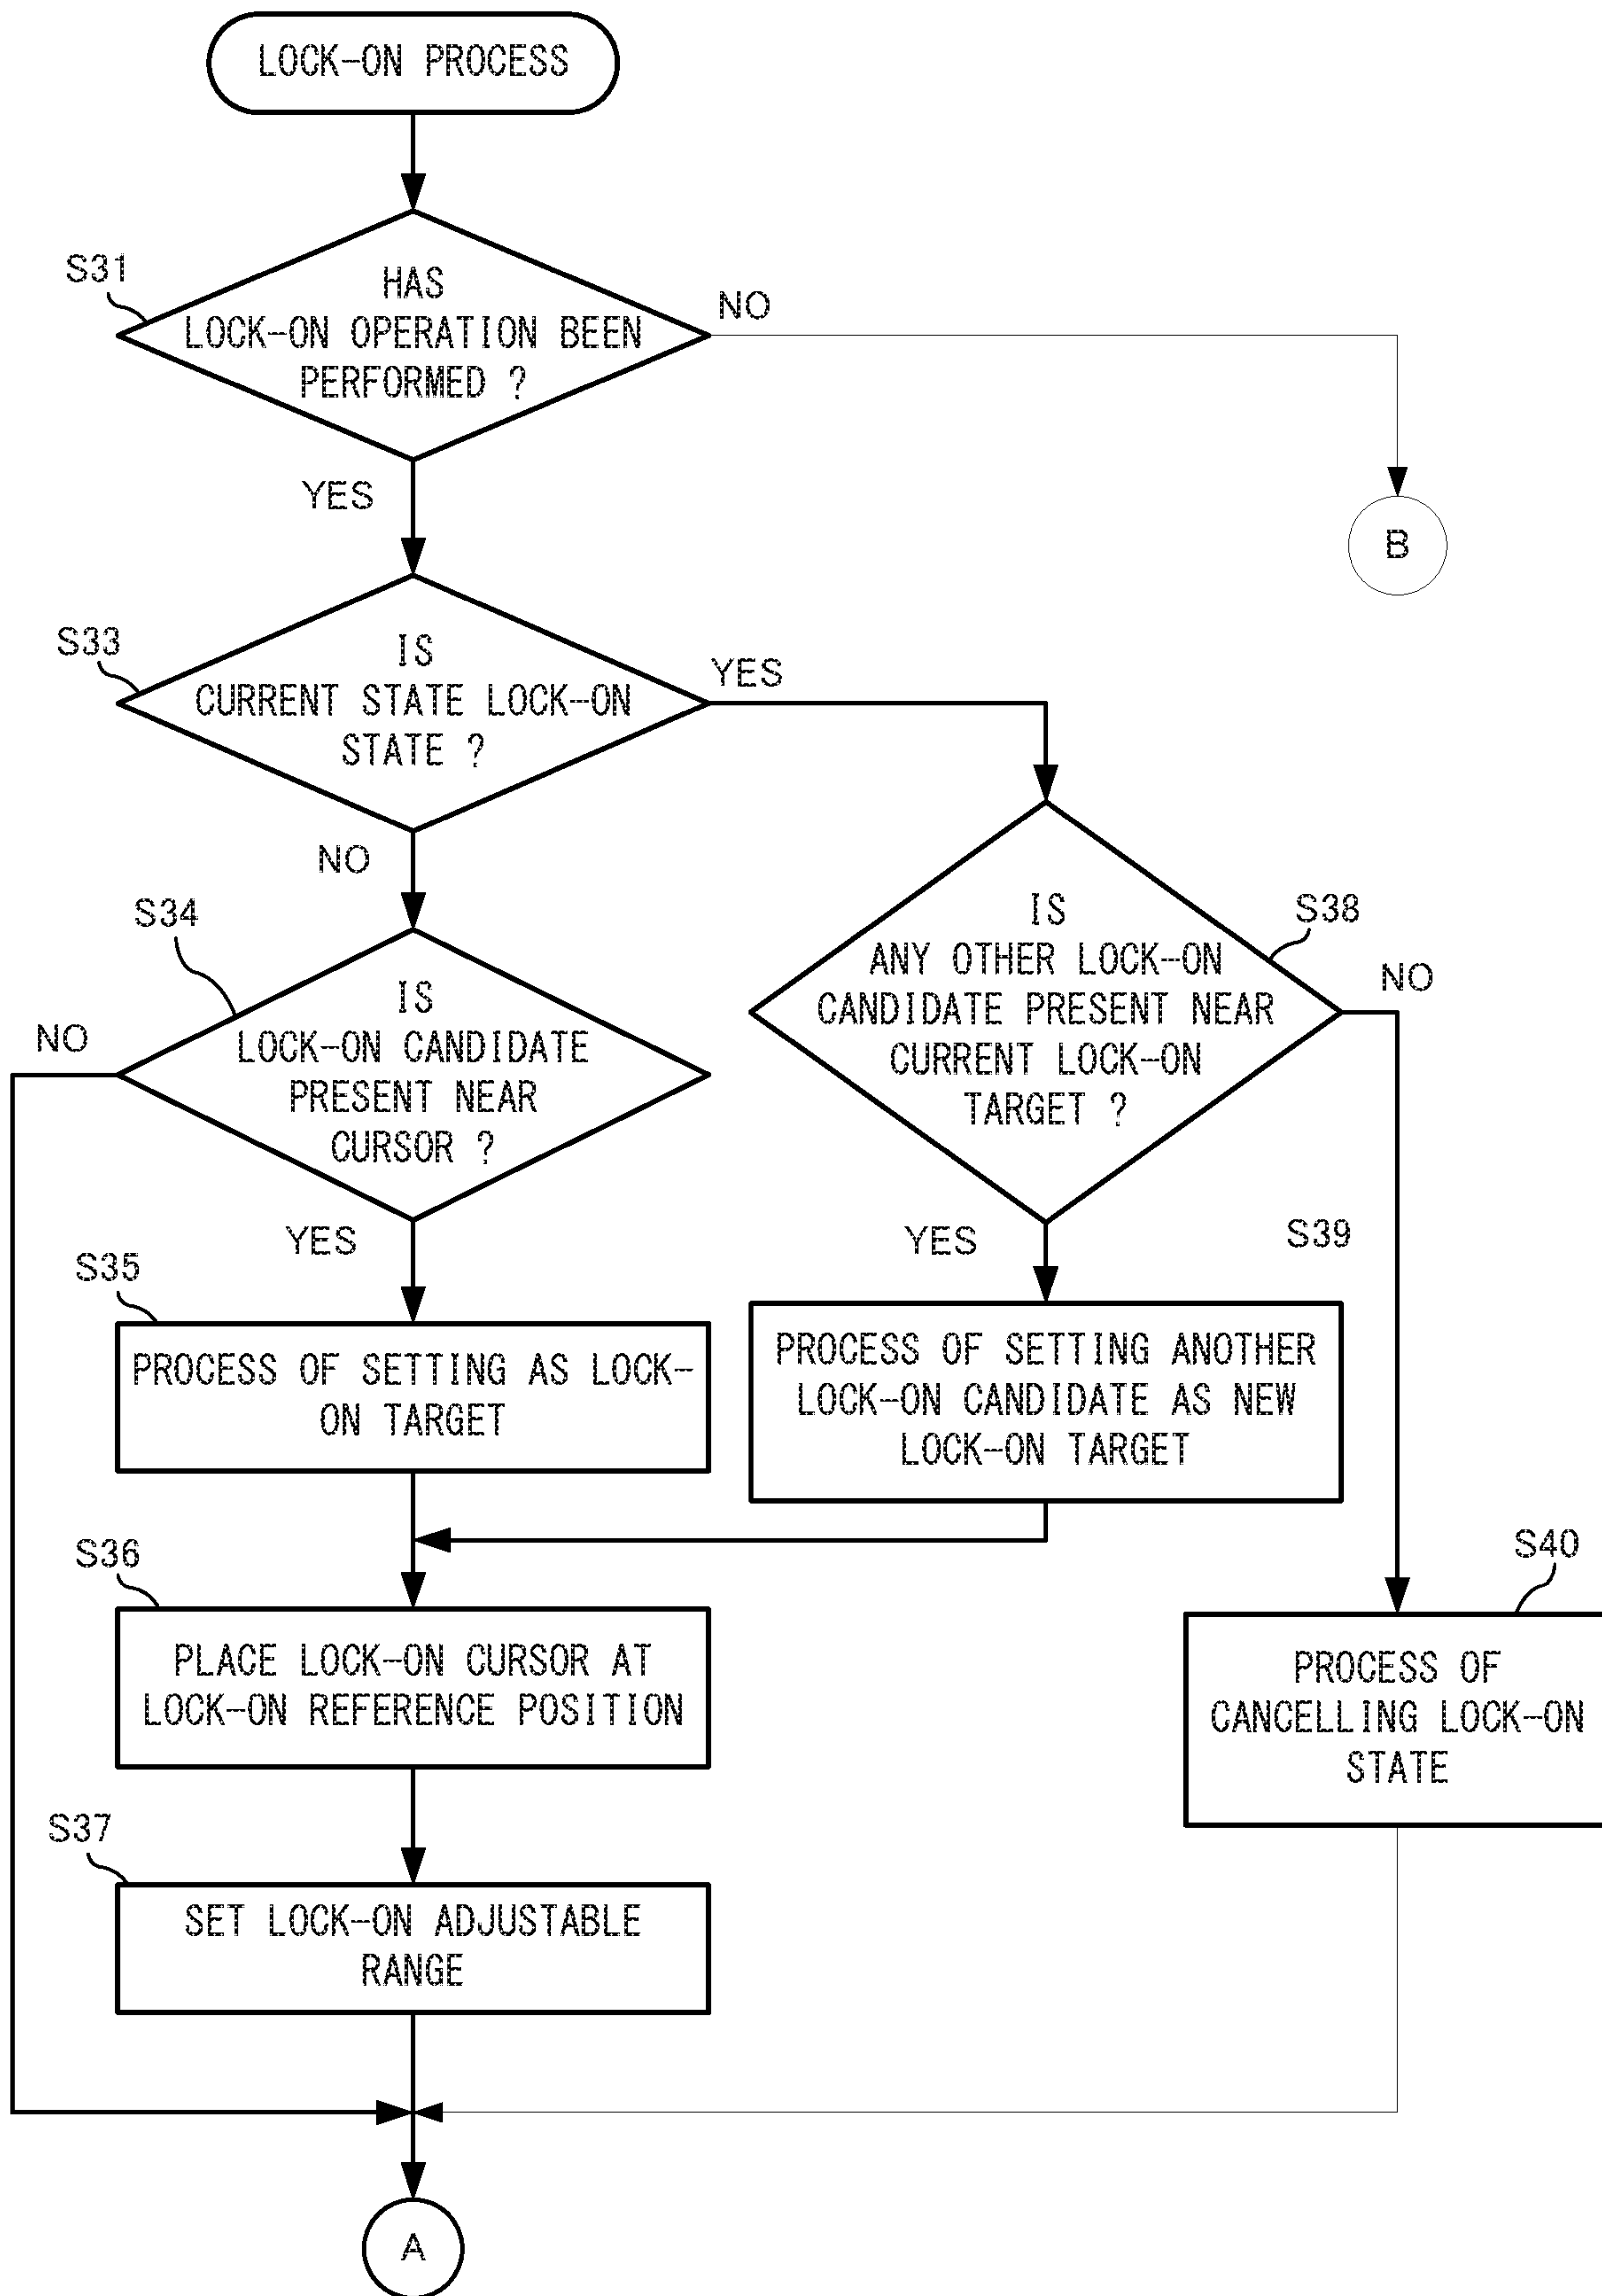 LOCK-ON PROCESS
S31
HAS
LOCK-ON OPERATION BEEN
PERFORMED ?
NO
YES
B
S33
IS
CURRENT STATE LOCK-ON
STATE ?
YES
NO
S34
IS
LOCK-ON CANDIDATE
PRESENT NEAR
CURSOR ?
NO
YES
S38
IS
ANY OTHER LOCK-ON
CANDIDATE PRESENT NEAR
CURRENT LOCK-ON
TARGET ?
NO
YES
S39
S35
PROCESS OF SETTING AS LOCK-
ON TARGET
PROCESS OF SETTING ANOTHER
LOCK-ON CANDIDATE AS NEW
LOCK-ON TARGET
S36
PLACE LOCK-ON CURSOR AT
LOCK-ON REFERENCE POSITION
S40
PROCESS OF
CANCELLING LOCK-ON
STATE
S37
SET LOCK-ON ADJUSTABLE
RANGE
A